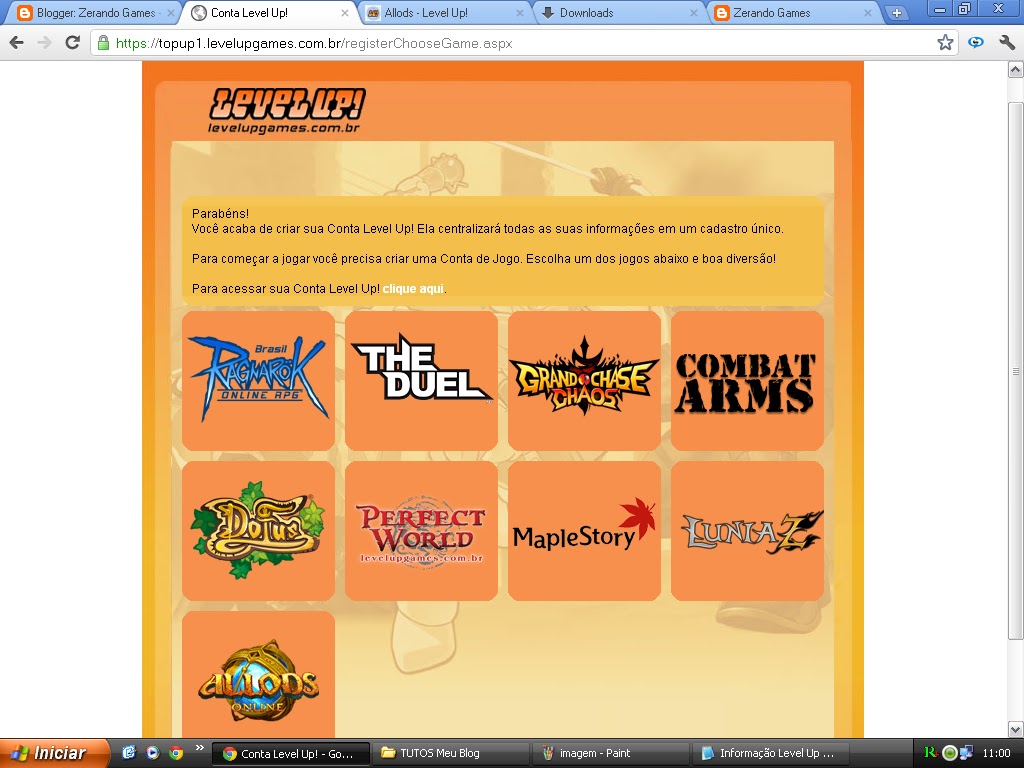 Blogger: Zerando Games -
Conta Level Up!
Allods - Level Up!
Downloads
Zerando Games
https://topup1.levelupgames.com.br/registerChooseGame.aspx
LEVEL UP!
levelupgames.com.br
Parabéns!
Você acaba de criar sua Conta Level Up! Ela centralizará todas as suas informações em um cadastro único.
Para começar a jogar você precisa criar uma Conta de Jogo. Escolha um dos jogos abaixo e boa diversão!
Para acessar sua Conta Level Up! clique aqui.
Brasil
RAGNARÖK
ONLINE RPG
THE
DUEL
GRAND CHASE
CHAOS
COMBAT
ARMS
Dofus
PERFECT
WORLD
levelupgames.com.br
MapleStory
LUNIA Z
ALLODS
ONLINE
Iniciar
Conta Level Up! - Go...
TUTOS Meu Blog
imagem - Paint
Informação Level Up ...
11:00